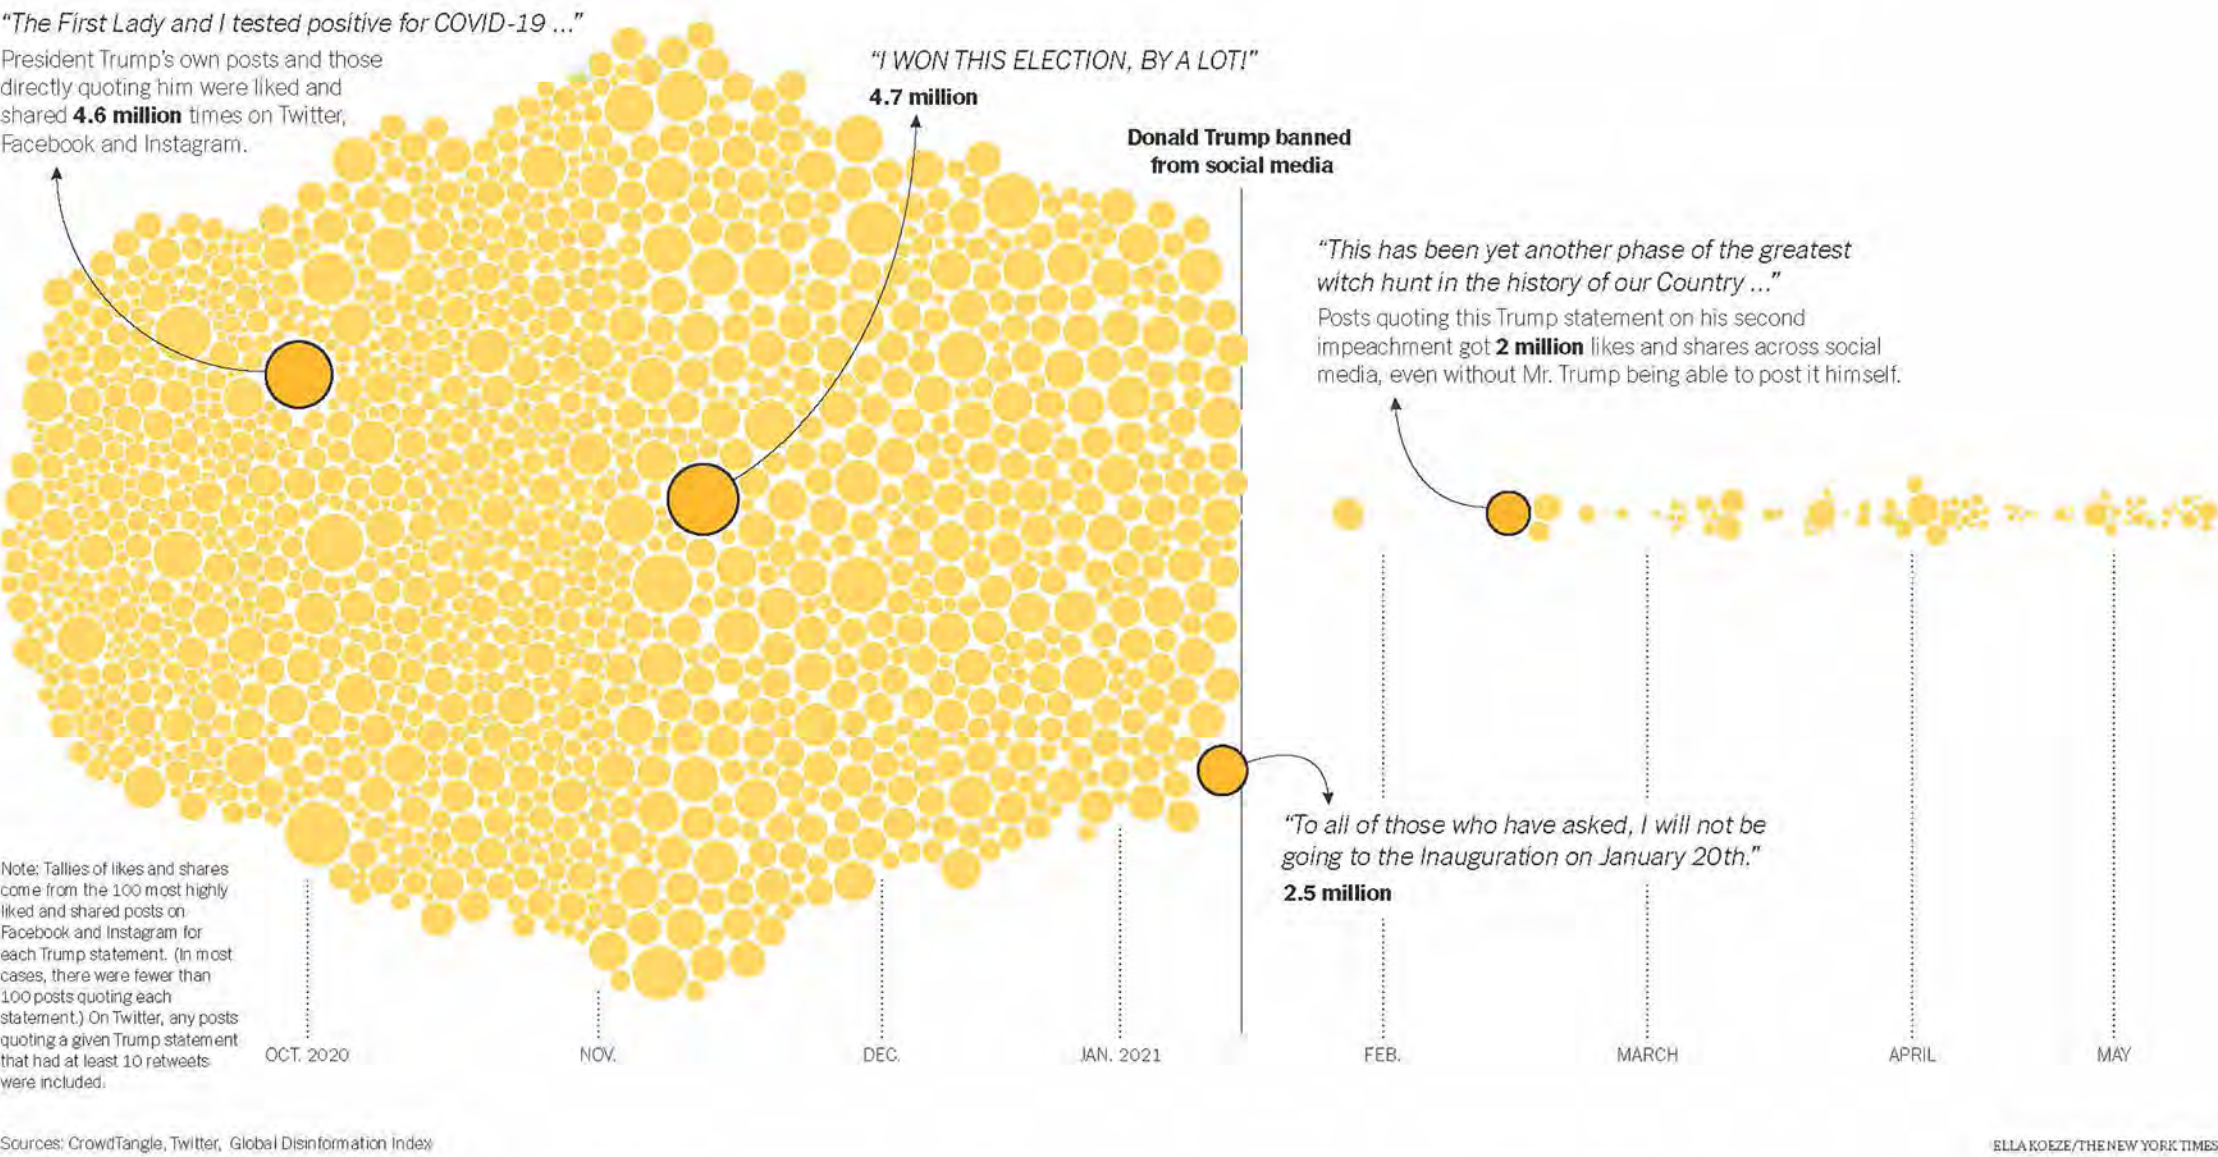 “The First Lady and I tested positive for COVID-19 ...”
President Trump’s own posts and those
directly quoting him were liked and
shared 4.6 million times on Twitter,
Facebook and Instagram.
“I WON THIS ELECTION, BY A LOT!”
4.7 million
Donald Trump banned
from social media
“This has been yet another phase of the greatest
witch hunt in the history of our Country ...”
Posts quoting this Trump statement on his second
impeachment got 2 million likes and shares across social
media, even without Mr. Trump being able to post it himself.
“To all of those who have asked, I will not be
going to the Inauguration on January 20th.”
2.5 million
Note: Tallies of likes and shares
come from the 100 most highly
liked and shared posts on
Facebook and Instagram for
each Trump statement. (In most
cases, there were fewer than
100 posts quoting each
statement.) On Twitter, any posts
quoting a given Trump statement
that had at least 10 retweets
were included.
OCT. 2020
NOV.
DEC.
JAN. 2021
FEB.
MARCH
APRIL
MAY
Sources: CrowdTangle, Twitter, Global Disinformation Index
ELLA KOEZE/THE NEW YORK TIMES